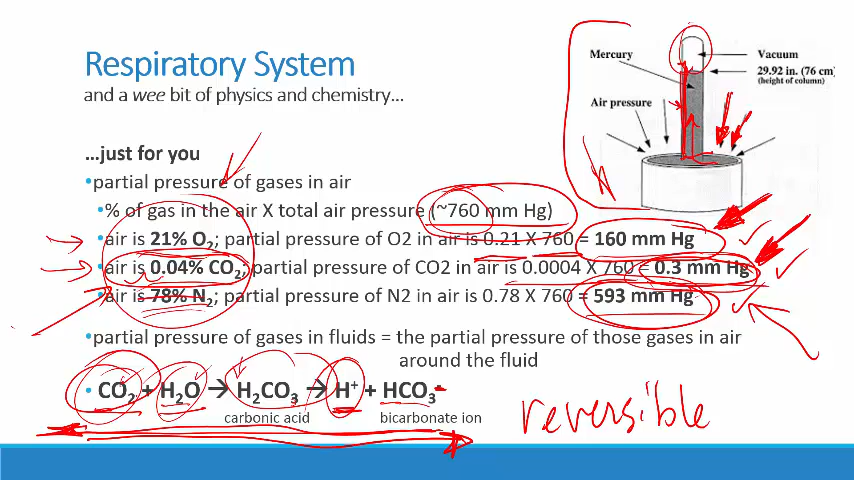 Respiratory System
and a wee bit of physics and chemistry...
...just for you
•partial pressure of gases in air
•% of gas in the air X total air pressure (~760 mm Hg)
•air is 21% O₂; partial pressure of O2 in air is 0.21 X 760 = 160 mm Hg
•air is 0.04% CO₂; partial pressure of CO2 in air is 0.0004 X 760 = 0.3 mm Hg
•air is 78% N₂; partial pressure of N2 in air is 0.78 X 760 = 593 mm Hg
•partial pressure of gases in fluids = the partial pressure of those gases in air
around the fluid
• CO₂ + H₂O → H₂CO₃ → H⁺ + HCO₃⁻
carbonic acid
bicarbonate ion
reversible
Mercury
Vacuum
29.92 in. (76 cm)
(height of column)
Air pressure